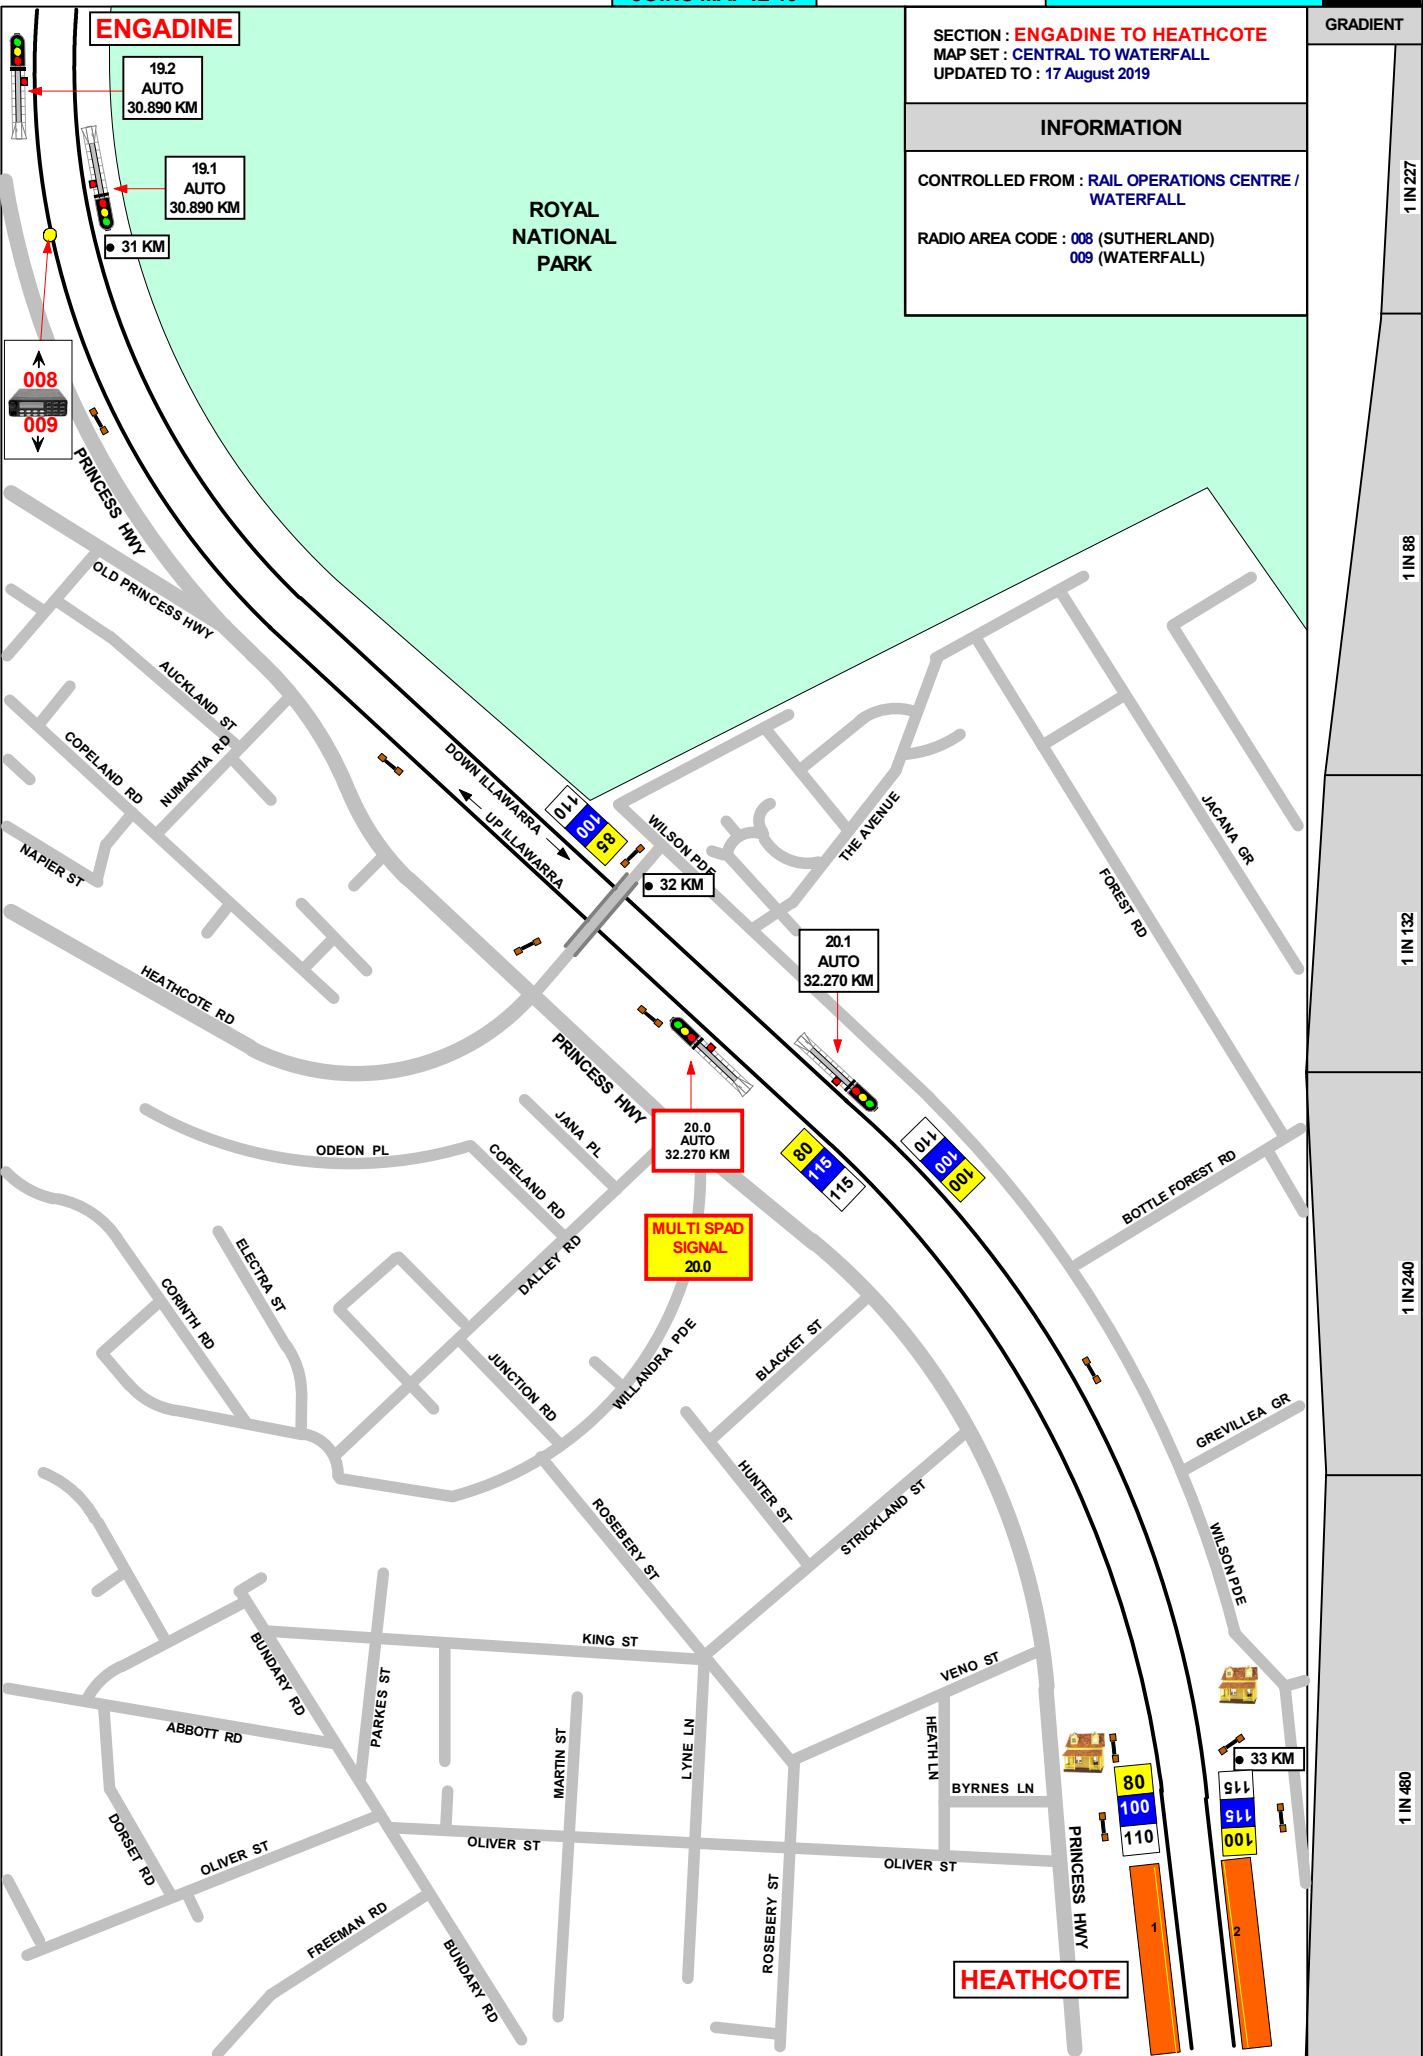 ENGADINE
SECTION : ENGADINE TO HEATHCOTE
MAP SET : CENTRAL TO WATERFALL
UPDATED TO : 17 August 2019
GRADIENT
INFORMATION
CONTROLLED FROM : RAIL OPERATIONS CENTRE /
WATERFALL
RADIO AREA CODE : 008 (SUTHERLAND)
009 (WATERFALL)
19.2
AUTO
30.890 KM
19.1
AUTO
30.890 KM
31 KM
ROYAL
NATIONAL
PARK
008
009
1 IN 227
1 IN 88
1 IN 132
1 IN 240
1 IN 480
PRINCESS HWY
OLD PRINCESS HWY
AUCKLAND ST
NUMANTIA RD
COPELAND RD
NAPIER ST
HEATHCOTE RD
DOWN ILLAWARRA
UP ILLAWARRA
110
100
85
WILSON PDE
32 KM
THE AVENUE
JACANA GR
FOREST RD
20.1
AUTO
32.270 KM
PRINCESS HWY
20.0
AUTO
32.270 KM
MULTI SPAD
SIGNAL
20.0
80
115
115
110
100
100
BOTTLE FOREST RD
ODEON PL
JANA PL
COPELAND RD
DALLEY RD
ELECTRA ST
CORINTH RD
JUNCTION RD
WILLANDRA PDE
BLACKET ST
HUNTER ST
STRICKLAND ST
GREVILLEA GR
WILSON PDE
ROSEBERY ST
KING ST
VENO ST
BUNDARY RD
PARKES ST
ABBOTT RD
MARTIN ST
LYNE LN
HEATH LN
BYRNES LN
DORSET RD
OLIVER ST
OLIVER ST
OLIVER ST
FREEMAN RD
BUNDARY RD
ROSEBERY ST
PRINCESS HWY
33 KM
80
100
110
115
115
100
1
2
HEATHCOTE